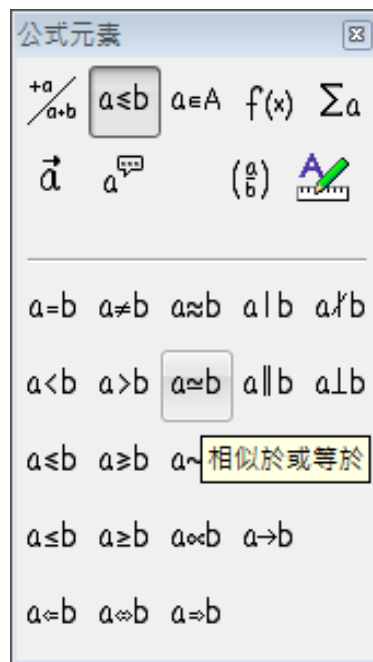 公式元素
+a/a+b a≤b a∈A f(x) Σa
a⃗ a (a b)
a=b a≠b a≈b a∣b a∤b
a<b a>b a≃b a∥b a⊥b
a⩽b a⩾b a~ 相似於或等於
a≤b a≥b a∝b a→b
a⇐b a⇔b a⇒b